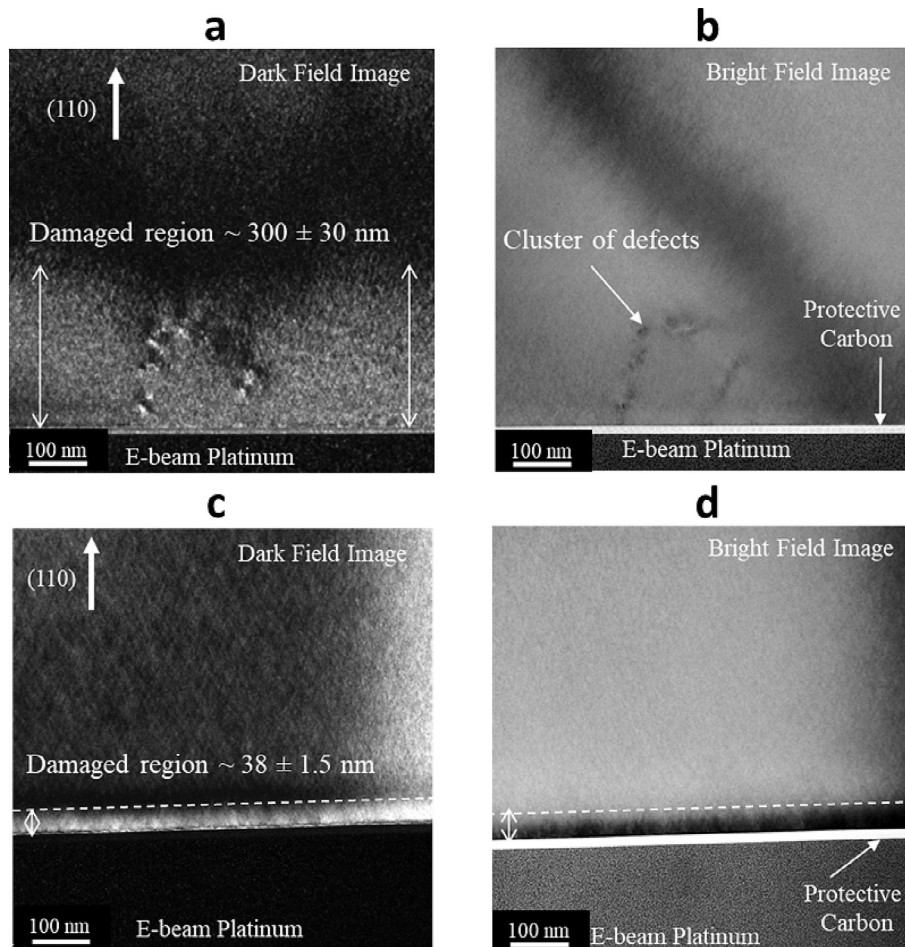 a
b
Dark Field Image
(110)
Damaged region ~ 300 ± 30 nm
100 nm
E-beam Platinum
Bright Field Image
Cluster of defects
Protective
Carbon
100 nm
E-beam Platinum
c
d
Dark Field Image
(110)
Damaged region ~ 38 ± 1.5 nm
100 nm
E-beam Platinum
Bright Field Image
Protective
Carbon
100 nm
E-beam Platinum